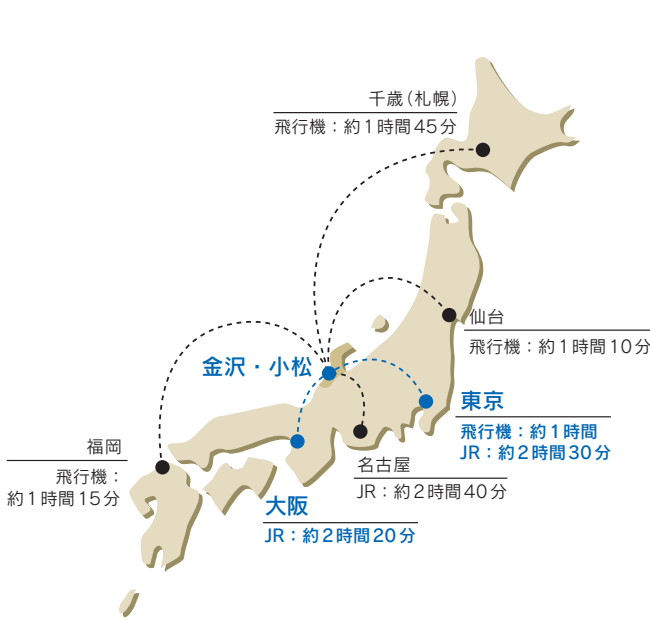 千歳(札幌)
飛行機：約1時間45分
仙台
飛行機：約1時間10分
金沢・小松
東京
飛行機：約1時間
JR：約2時間30分
福岡
飛行機：
約1時間15分
名古屋
JR：約2時間40分
大阪
JR：約2時間20分